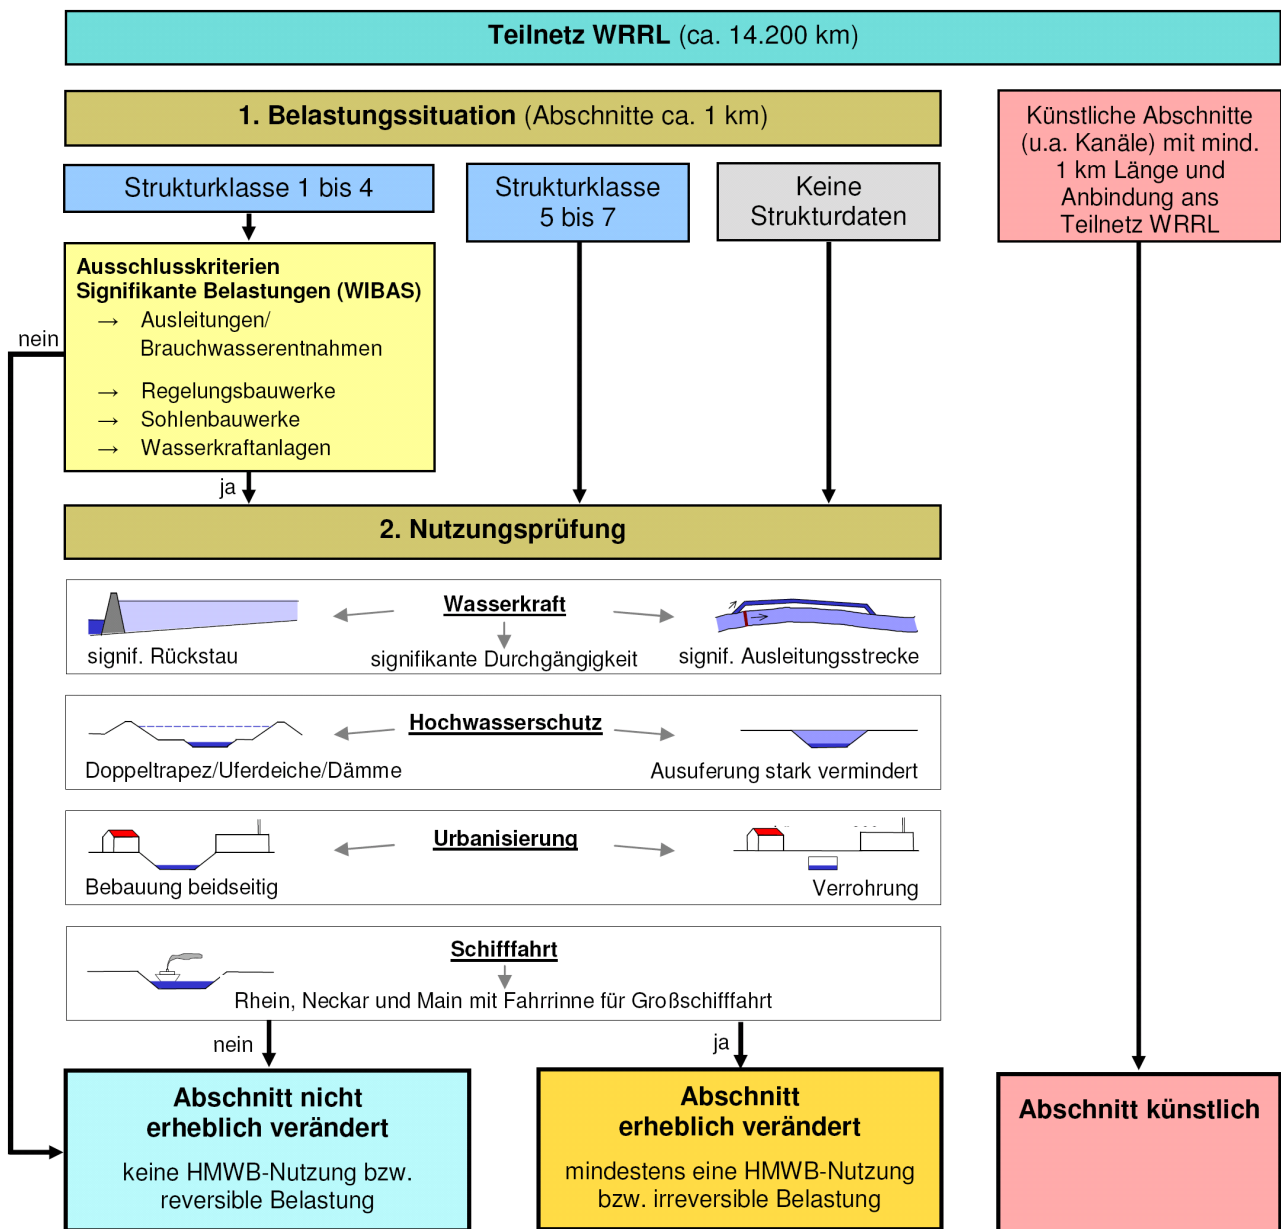 Teilnetz WRRL (ca. 14.200 km)
1. Belastungssituation (Abschnitte ca. 1 km)
Künstliche Abschnitte
(u.a. Kanäle) mit mind.
1 km Länge und
Anbindung ans
Teilnetz WRRL
Strukturklasse 1 bis 4
Strukturklasse
5 bis 7
Keine
Strukturdaten
Ausschlusskriterien
Signifikante Belastungen (WIBAS)
→ Ausleitungen/
Brauchwasserentnahmen
→ Regelungsbauwerke
→ Sohlenbauwerke
→ Wasserkraftanlagen
nein
ja
2. Nutzungsprüfung
Wasserkraft
signif. Rückstau
signifikante Durchgängigkeit
signif. Ausleitungsstrecke
Hochwasserschutz
Doppeltrapez/Uferdeiche/Dämme
Ausuferung stark vermindert
Urbanisierung
Bebauung beidseitig
Verrohrung
Schifffahrt
Rhein, Neckar und Main mit Fahrrinne für Großschifffahrt
nein
ja
Abschnitt nicht
erheblich verändert
keine HMWB-Nutzung bzw.
reversible Belastung
Abschnitt
erheblich verändert
mindestens eine HMWB-Nutzung
bzw. irreversible Belastung
Abschnitt künstlich